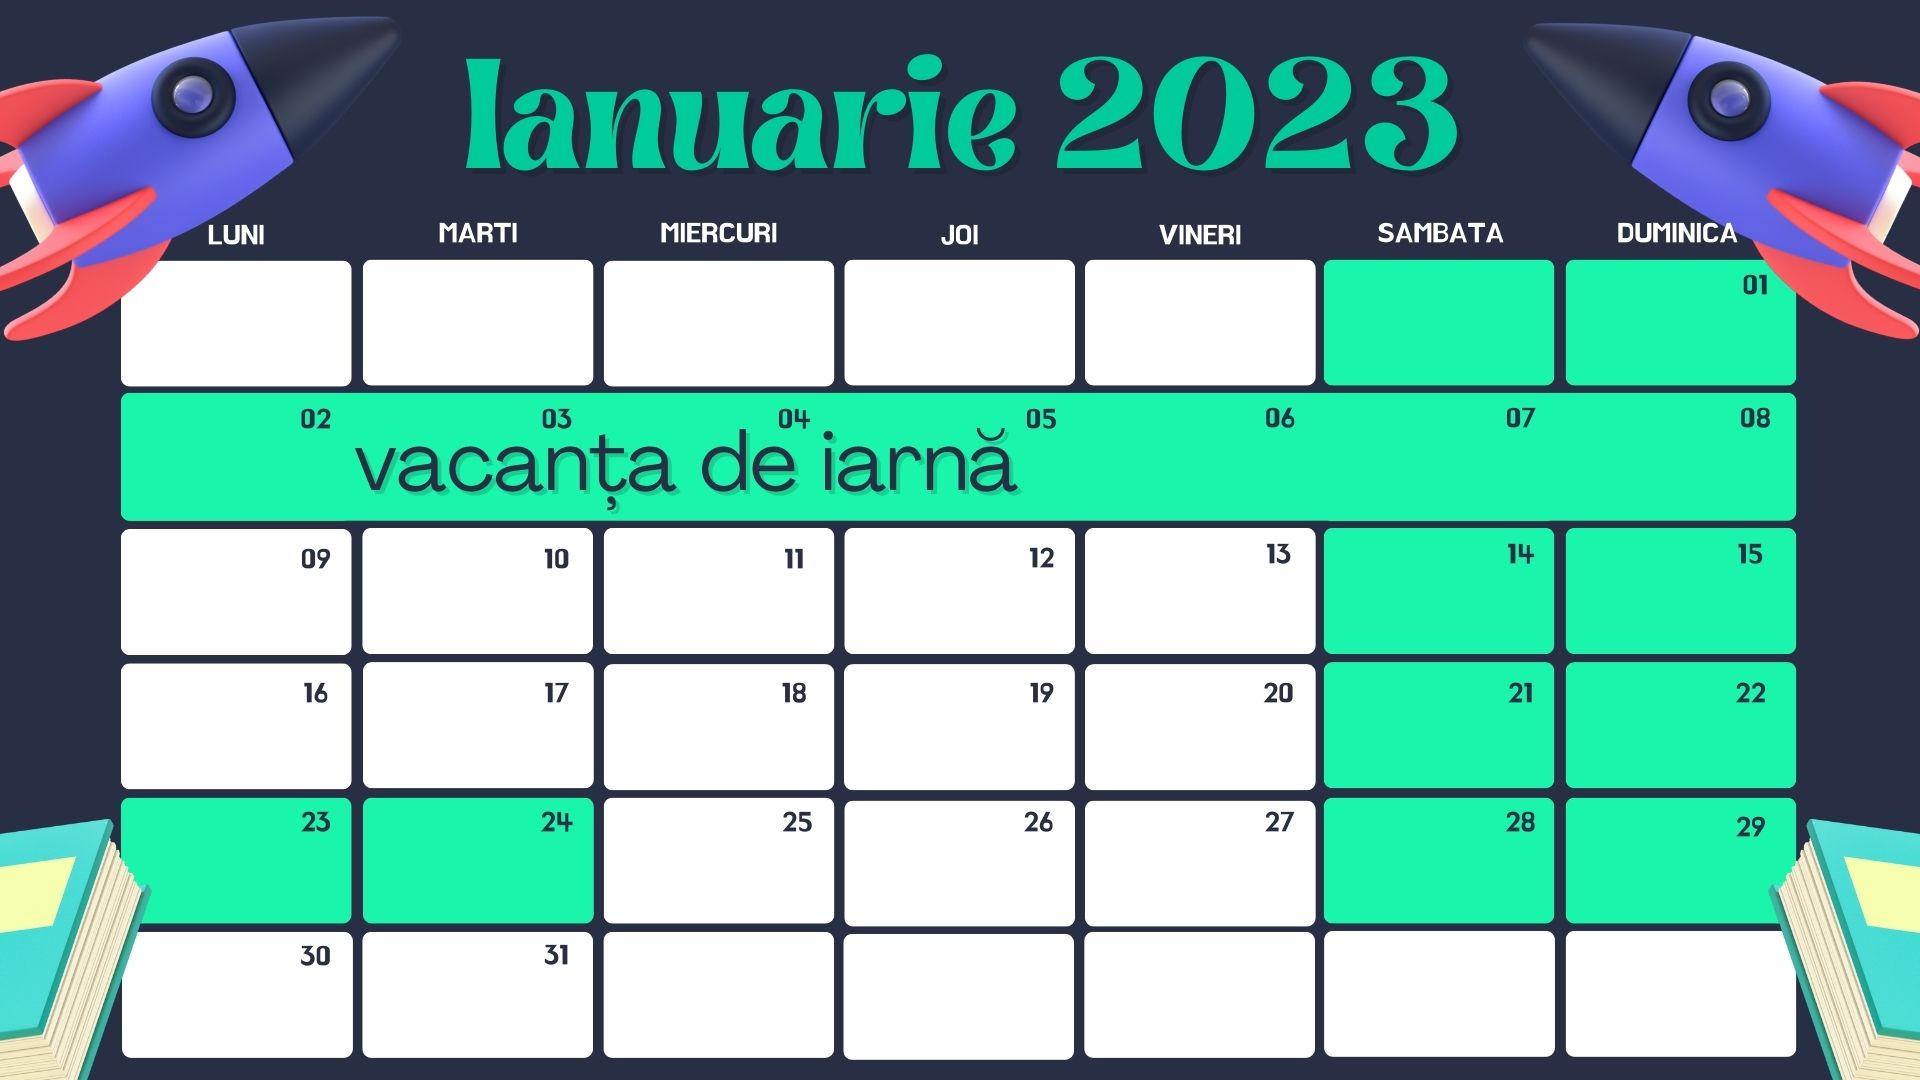 Ianuarie 2023
LUNI MARTI MIERCURI JOI VINERI SAMBATA DUMINICA
01
02 03 04 05 06 07 08
vacanța de iarnă
09 10 11 12 13 14 15
16 17 18 19 20 21 22
23 24 25 26 27 28 29
30 31